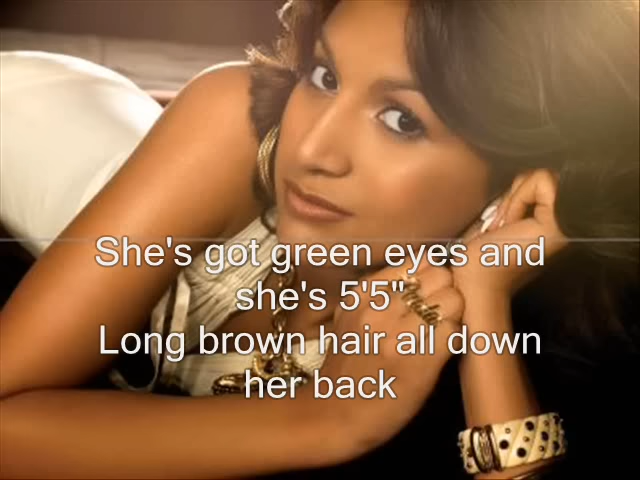 She's got green eyes and
she's 5'5"
Long brown hair all down
her back